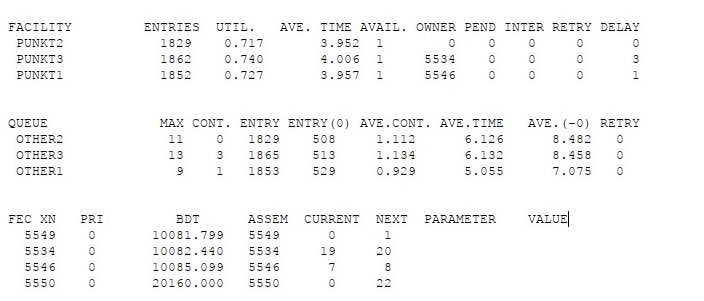 FACILITY ENTRIES UTIL. AVE. TIME AVAIL. OWNER PEND INTER RETRY DELAY
PUNKT2 1829 0.717 3.952 1 0 0 0 0 0
PUNKT3 1862 0.740 4.006 1 5534 0 0 0 3
PUNKT1 1852 0.727 3.957 1 5546 0 0 0 1
QUEUE MAX CONT. ENTRY ENTRY(0) AVE.CONT. AVE.TIME AVE.(-0) RETRY
OTHER2 11 0 1829 508 1.112 6.126 8.482 0
OTHER3 13 3 1865 513 1.134 6.132 8.458 0
OTHER1 9 1 1853 529 0.929 5.055 7.075 0
FEC XN PRI BDT ASSEM CURRENT NEXT PARAMETER VALUE
5549 0 10081.799 5549 0 1
5534 0 10082.440 5534 19 20
5546 0 10085.099 5546 7 8
5550 0 20160.000 5550 0 22